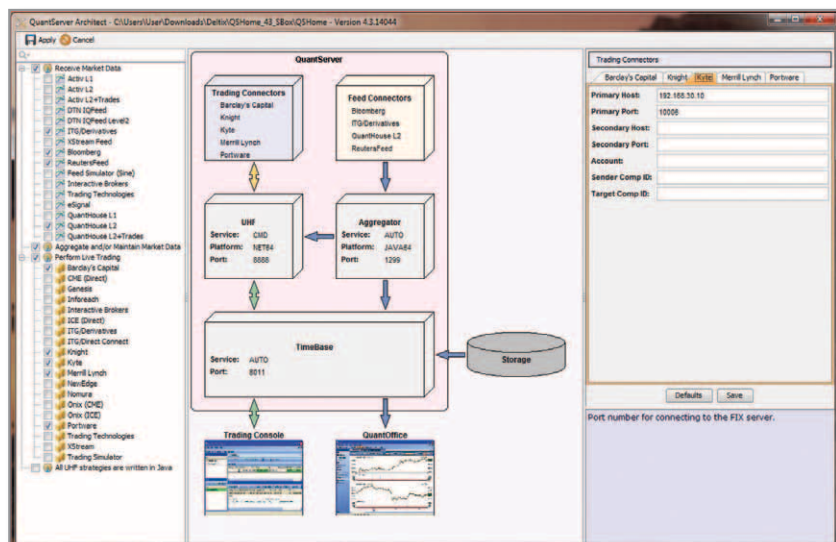 QuantServer Architect - C:\Users\User\Downloads\Deltix\QSHome_43_SBox\QSHome - Version 4.3.14044
Apply Cancel
Receive Market Data
Activ L1
Activ L2
Activ L2+Trades
DTN IQFeed
DTN IQFeed Level2
ITG/Derivatives
XStream Feed
Bloomberg
ReutersFeed
Feed Simulator (Sine)
Interactive Brokers
Trading Technologies
eSignal
QuantHouse L1
QuantHouse L2
QuantHouse L2+Trades
Aggregate and/or Maintain Market Data
Perform Live Trading
Barclay's Capital
CME (Direct)
Genesis
Inforeach
Interactive Brokers
ICE (Direct)
ITG/Derivatives
ITG/Direct Connect
Knight
Kyte
Merrill Lynch
NewEdge
Nomura
Onix (CME)
Onix (ICE)
Portware
Trading Technologies
XStream
Trading Simulator
All UHF strategies are written in Java
QuantServer
Trading Connectors
Barclay's Capital
Knight
Kyte
Merrill Lynch
Portware
Feed Connectors
Bloomberg
ITG/Derivatives
QuantHouse L2
ReutersFeed
UHF
Service: CMD
Platform: NET64
Port: 8888
Aggregator
Service: AUTO
Platform: JAVA64
Port: 1299
TimeBase
Service: AUTO
Port: 8011
Storage
Trading Console
QuantOffice
Trading Connectors
Barclay's Capital Knight Kyte Merrill Lynch Portware
Primary Host: 192.168.30.10
Primary Port: 10006
Secondary Host:
Secondary Port:
Account:
Sender Comp ID:
Target Comp ID:
Defaults Save
Port number for connecting to the FIX server.